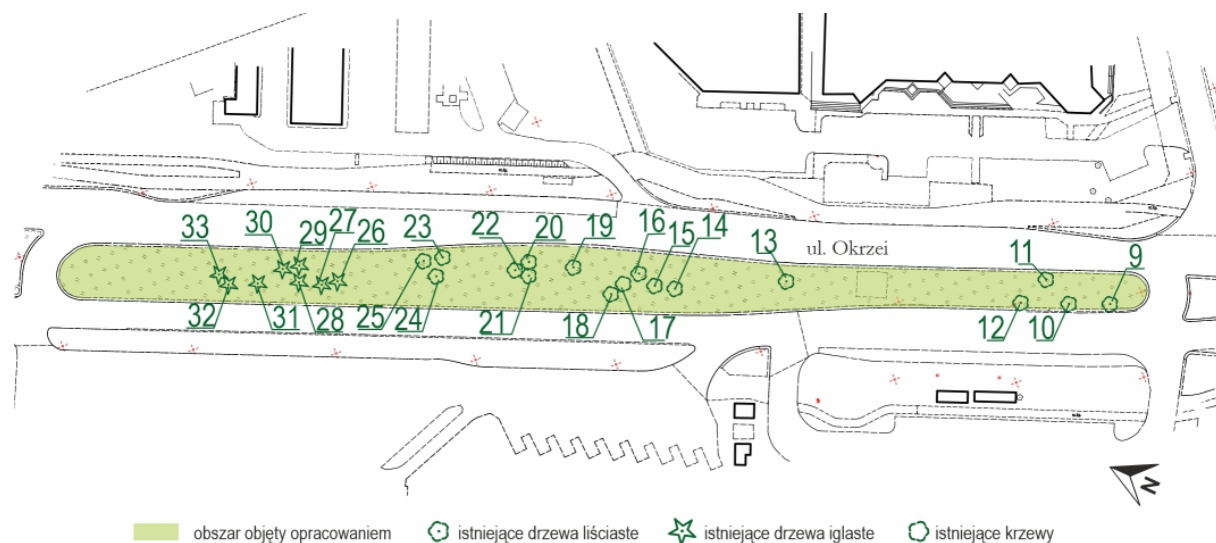 ul. Okrzei
33 30 29 27 26 23 22 20 19 16 15 14 13 11 9
32 31 28 25 24 21 18 17 12 10
N
obszar objęty opracowaniem istniejące drzewa liściaste istniejące drzewa iglaste istniejące krzewy